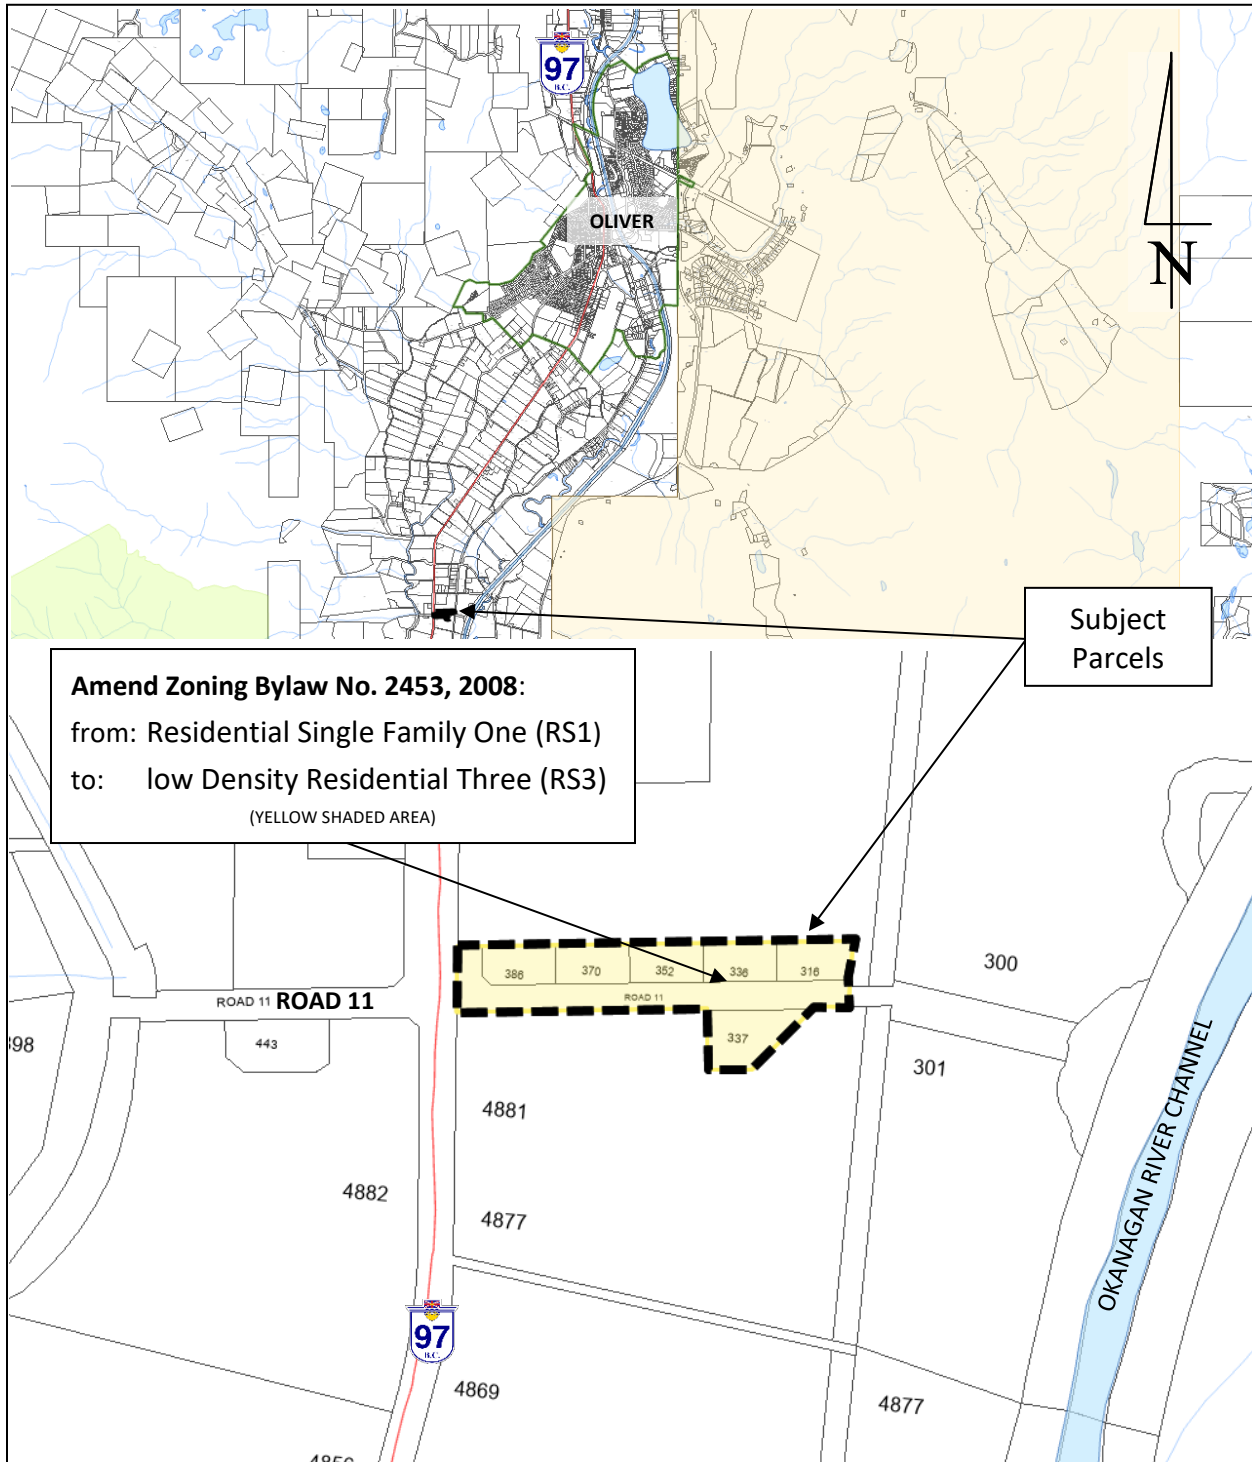 97
B.C.
OLIVER
N
Subject
Parcels
Amend Zoning Bylaw No. 2453, 2008:
from: Residential Single Family One (RS1)
to: low Density Residential Three (RS3)
(YELLOW SHADED AREA)
386 370 352 336 316
300
ROAD 11 ROAD 11
ROAD 11
443
337
398
301
4881
4882
4877
OKANAGAN RIVER CHANNEL
97
B.C.
4869
4877